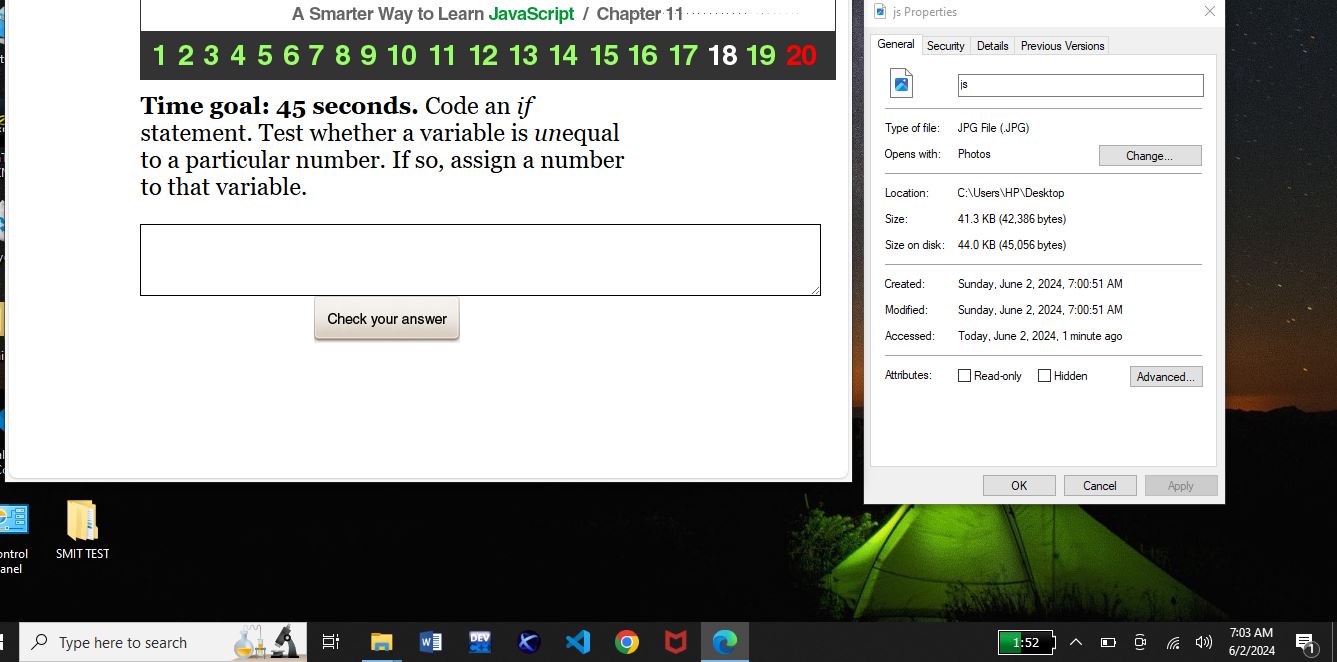 A Smarter Way to Learn JavaScript / Chapter 11
1 2 3 4 5 6 7 8 9 10 11 12 13 14 15 16 17 18 19 20
Time goal: 45 seconds. Code an if
statement. Test whether a variable is unequal
to a particular number. If so, assign a number
to that variable.
Check your answer
js Properties
General Security Details Previous Versions
js
Type of file: JPG File (.JPG)
Opens with: Photos Change...
Location: C:\Users\HP\Desktop
Size: 41.3 KB (42,386 bytes)
Size on disk: 44.0 KB (45,056 bytes)
Created: Sunday, June 2, 2024, 7:00:51 AM
Modified: Sunday, June 2, 2024, 7:00:51 AM
Accessed: Today, June 2, 2024, 1 minute ago
Attributes: Read-only Hidden Advanced...
OK Cancel Apply
ontrol
anel
SMIT TEST
Type here to search
DEV
1:52
7:03 AM
6/2/2024
1